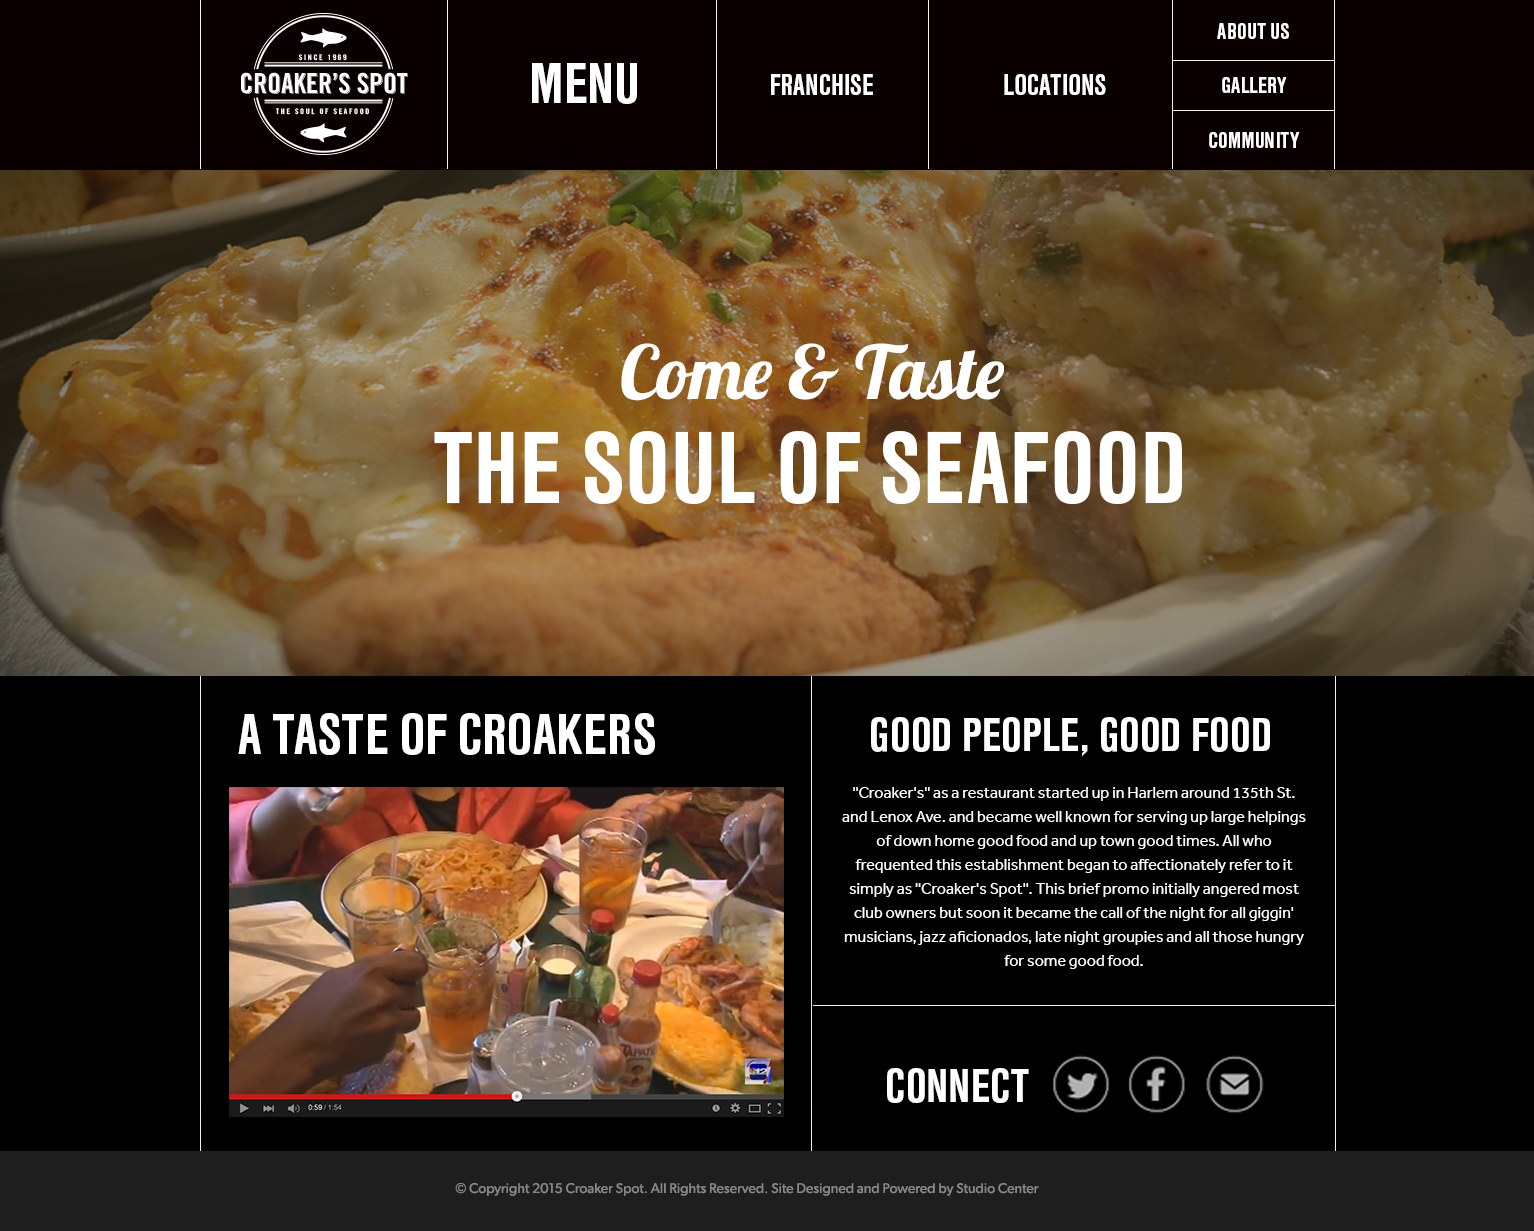 SINCE 1969
CROAKER'S SPOT
THE SOUL OF SEAFOOD
MENU
FRANCHISE
LOCATIONS
ABOUT US
GALLERY
COMMUNITY
Come & Taste
THE SOUL OF SEAFOOD
A TASTE OF CROAKERS
TAPATI
12
0:59 / 1:54
GOOD PEOPLE, GOOD FOOD
"Croaker's" as a restaurant started up in Harlem around 135th St.
and Lenox Ave. and became well known for serving up large helpings
of down home good food and up town good times. All who
frequented this establishment began to affectionately refer to it
simply as "Croaker's Spot". This brief promo initially angered most
club owners but soon it became the call of the night for all giggin'
musicians, jazz aficionados, late night groupies and all those hungry
for some good food.
CONNECT
© Copyright 2015 Croaker Spot. All Rights Reserved. Site Designed and Powered by Studio Center